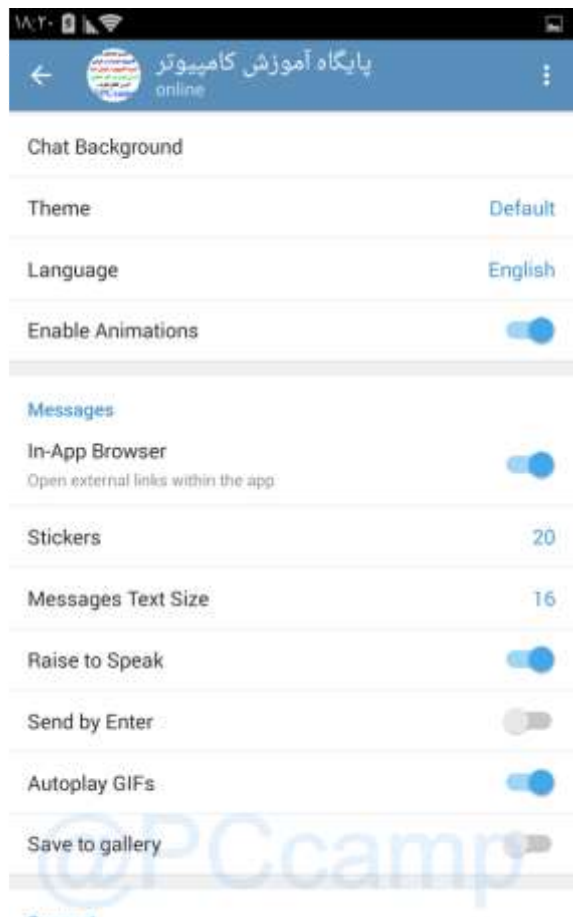 ۱۸:۲۰
پایگاه آموزش کامپیوتر
online
Chat Background
Theme Default
Language English
Enable Animations
Messages
In-App Browser
Open external links within the app
Stickers 20
Messages Text Size 16
Raise to Speak
Send by Enter
Autoplay GIFs
Save to gallery
@PCcamp